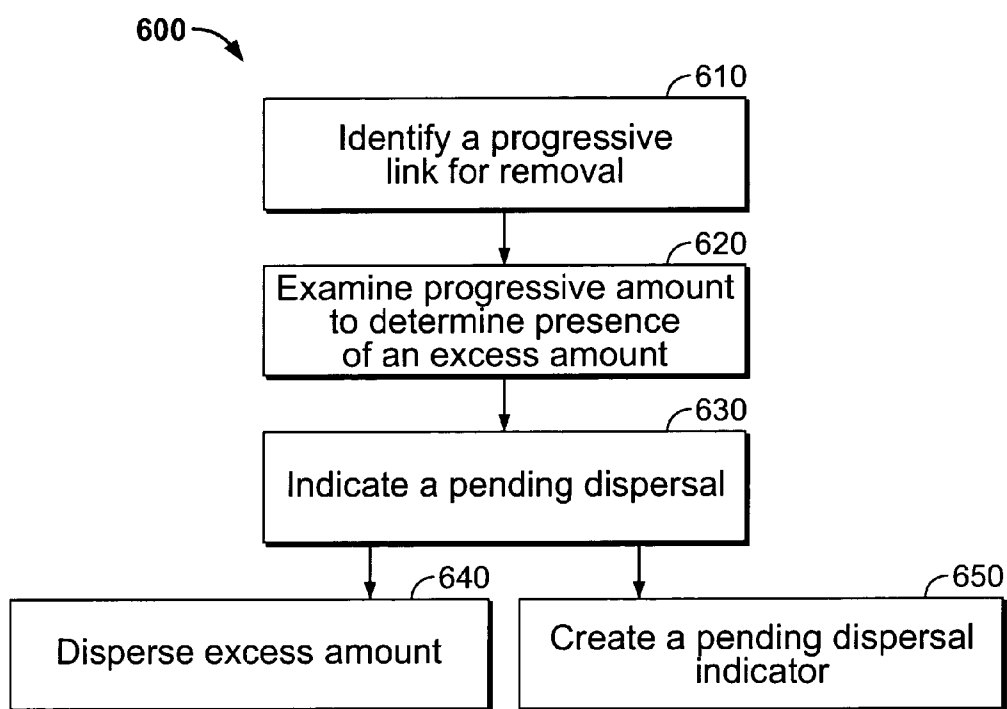 600
610
Identify a progressive
link for removal
620
Examine progressive amount
to determine presence
of an excess amount
630
Indicate a pending dispersal
640
Disperse excess amount
650
Create a pending dispersal
indicator